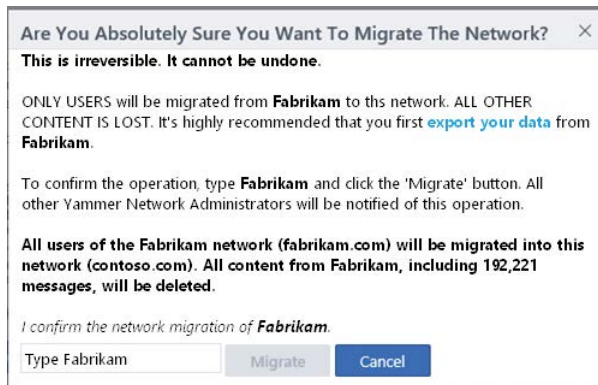 Are You Absolutely Sure You Want To Migrate The Network? ×
This is irreversible. It cannot be undone.
ONLY USERS will be migrated from Fabrikam to ths network. ALL OTHER
CONTENT IS LOST. It's highly recommended that you first export your data from
Fabrikam.
To confirm the operation, type Fabrikam and click the 'Migrate' button. All
other Yammer Network Administrators will be notified of this operation.
All users of the Fabrikam network (fabrikam.com) will be migrated into this
network (contoso.com). All content from Fabrikam, including 192,221
messages, will be deleted.
I confirm the network migration of Fabrikam.
Type Fabrikam Migrate Cancel